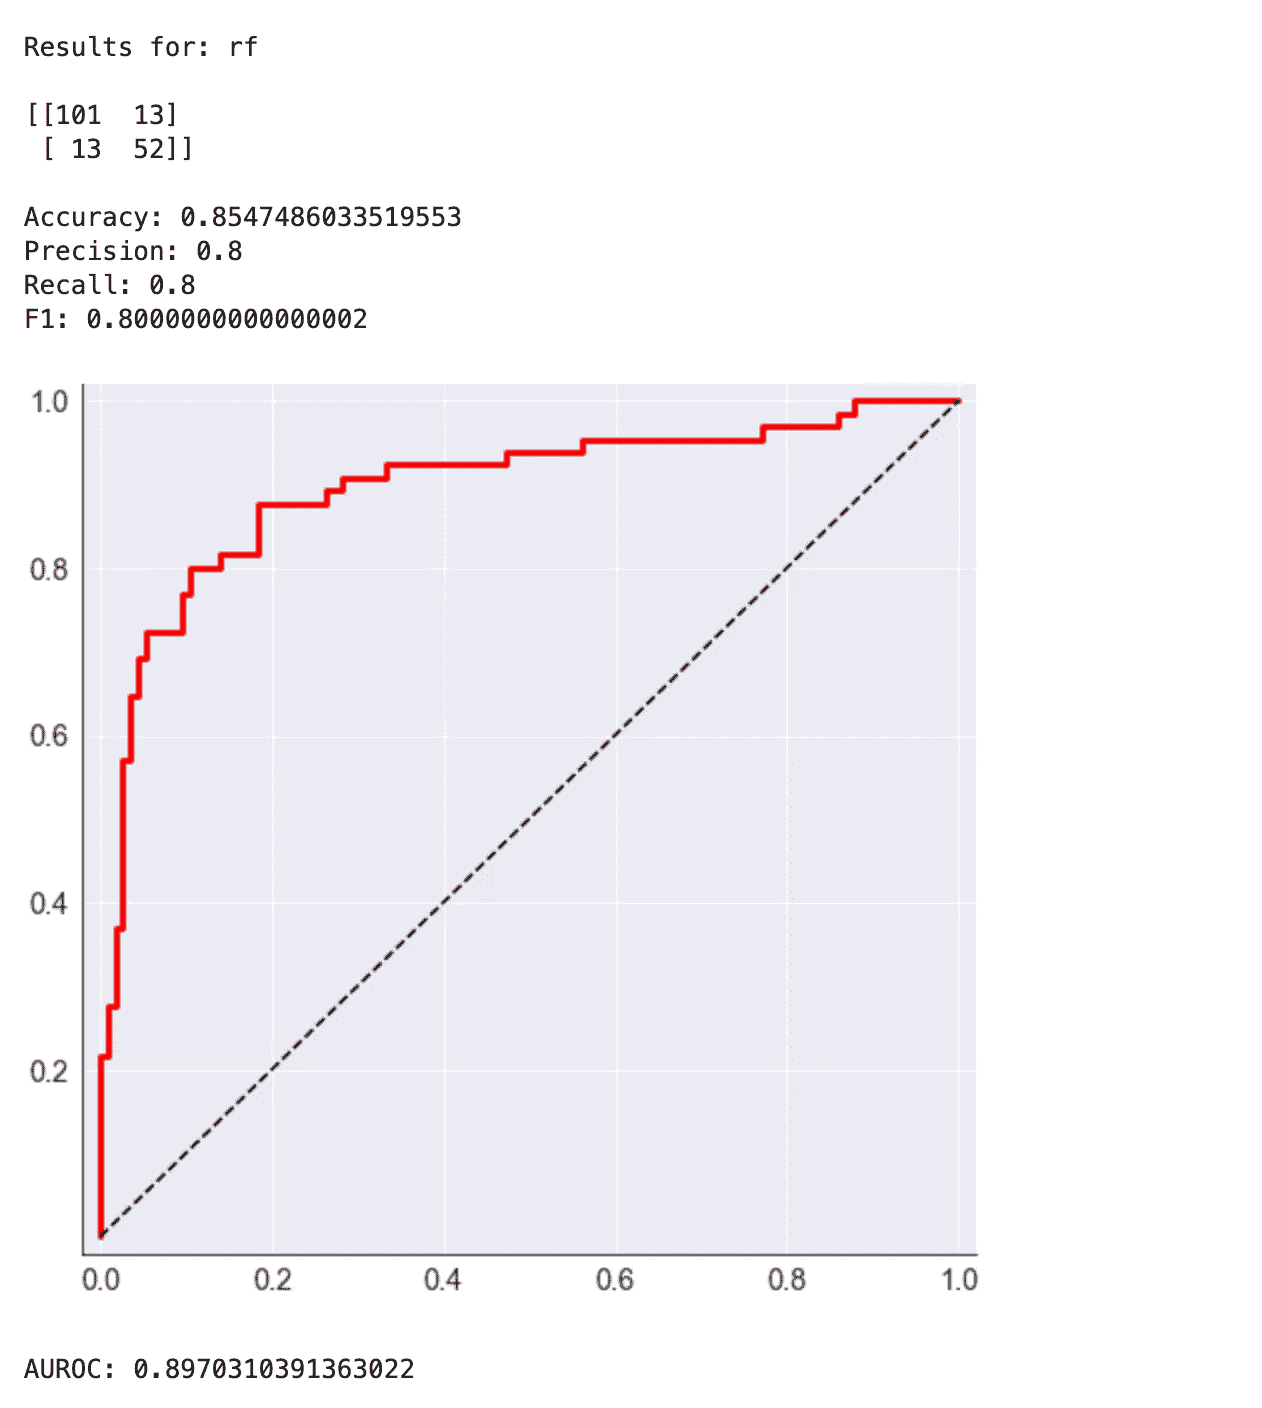 Results for: rf
[[101  13]
 [ 13  52]]
Accuracy: 0.8547486033519553
Precision: 0.8
Recall: 0.8
F1: 0.8000000000000002
1.0
0.8
0.6
0.4
0.2
0.0 0.2 0.4 0.6 0.8 1.0
AUROC: 0.8970310391363022